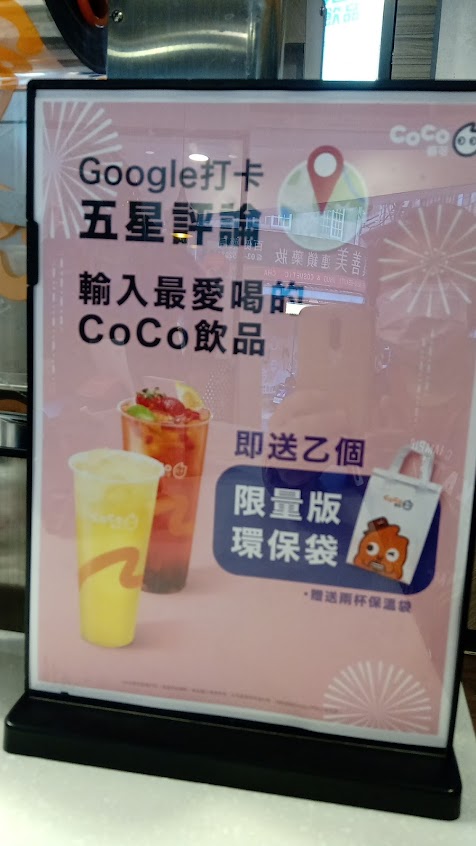 CoCo
都可
Google打卡
五星評論
輸入最愛喝的
CoCo飲品
即送乙個
限量版
環保袋
•贈送兩杯保溫袋